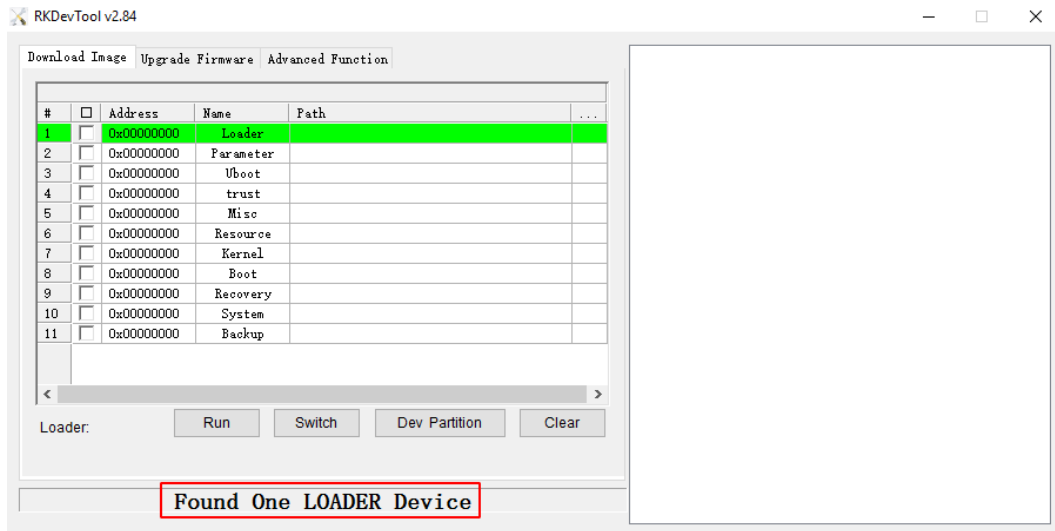 RKDevTool v2.84
Download Image Upgrade Firmware Advanced Function
# Address Name Path ...
1 0x00000000 Loader
2 0x00000000 Parameter
3 0x00000000 Uboot
4 0x00000000 trust
5 0x00000000 Misc
6 0x00000000 Resource
7 0x00000000 Kernel
8 0x00000000 Boot
9 0x00000000 Recovery
10 0x00000000 System
11 0x00000000 Backup
Loader: Run Switch Dev Partition Clear
Found One LOADER Device